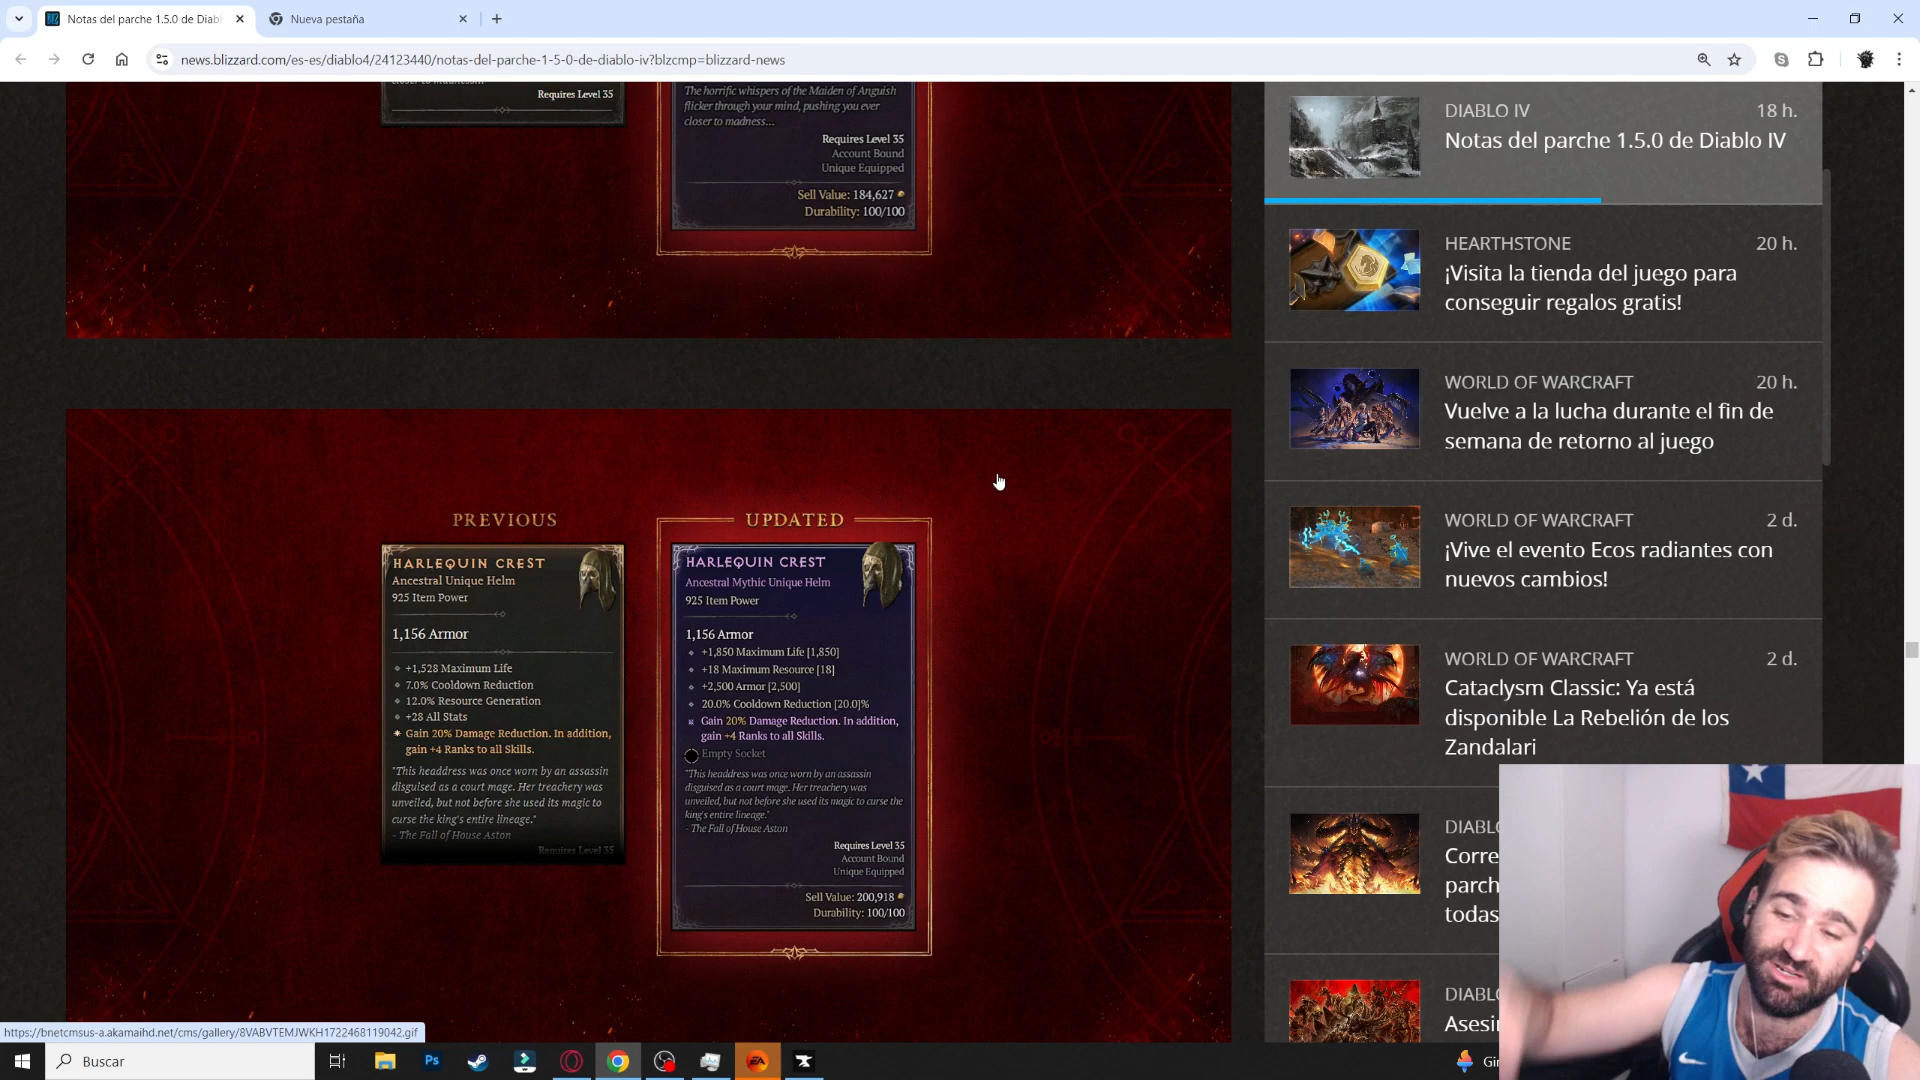 Notas del parche 1.5.0 de Diabl
Nueva pestaña
news.blizzard.com/es-es/diablo4/24123440/notas-del-parche-1-5-0-de-diablo-iv?blzcmp=blizzard-news
Requires Level 35
The horrific whispers of the Maiden of Anguish
flicker through your mind, pushing you ever
closer to madness...
Requires Level 35
Account Bound
Unique Equipped
Sell Value: 184,627
Durability: 100/100
PREVIOUS
HARLEQUIN CREST
Ancestral Unique Helm
925 Item Power
1,156 Armor
+1,528 Maximum Life
7.0% Cooldown Reduction
12.0% Resource Generation
+28 All Stats
Gain 20% Damage Reduction. In addition,
gain +4 Ranks to all Skills.
"This headdress was once worn by an assassin
disguised as a court mage. Her treachery was
unveiled, but not before she used its magic to
curse the king's entire lineage."
- The Fall of House Aston
Requires Level 35
UPDATED
HARLEQUIN CREST
Ancestral Mythic Unique Helm
925 Item Power
1,156 Armor
+1,850 Maximum Life [1,850]
+18 Maximum Resource [18]
+2,500 Armor [2,500]
20.0% Cooldown Reduction [20.0]%
Gain 20% Damage Reduction. In addition,
gain +4 Ranks to all Skills.
Empty Socket
"This headdress was once worn by an assassin
disguised as a court mage. Her treachery was
unveiled, but not before she used its magic to curse the
king's entire lineage."
- The Fall of House Aston
Requires Level 35
Account Bound
Unique Equipped
Sell Value: 200,918
Durability: 100/100
DIABLO IV 18 h.
Notas del parche 1.5.0 de Diablo IV
HEARTHSTONE 20 h.
¡Visita la tienda del juego para
conseguir regalos gratis!
WORLD OF WARCRAFT 20 h.
Vuelve a la lucha durante el fin de
semana de retorno al juego
WORLD OF WARCRAFT 2 d.
¡Vive el evento Ecos radiantes con
nuevos cambios!
WORLD OF WARCRAFT 2 d.
Cataclysm Classic: Ya está
disponible La Rebelión de los
Zandalari
DIABLO
Corre
parch
todas
DIABLO
Asesi
https://bnetcmsus-a.akamaihd.net/cms/gallery/8VABVTEMJWKH1722468119042.gif
Buscar
Ps
EA